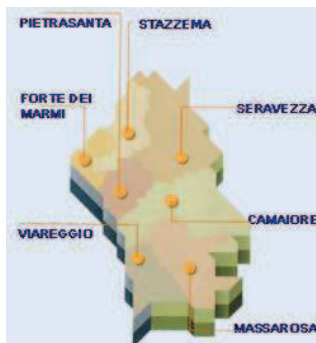 PIETRASANTA
STAZZEMA
FORTE DEI
MARMI
SERAVEZZA
CAMAIORE
VIAREGGIO
MASSAROSA